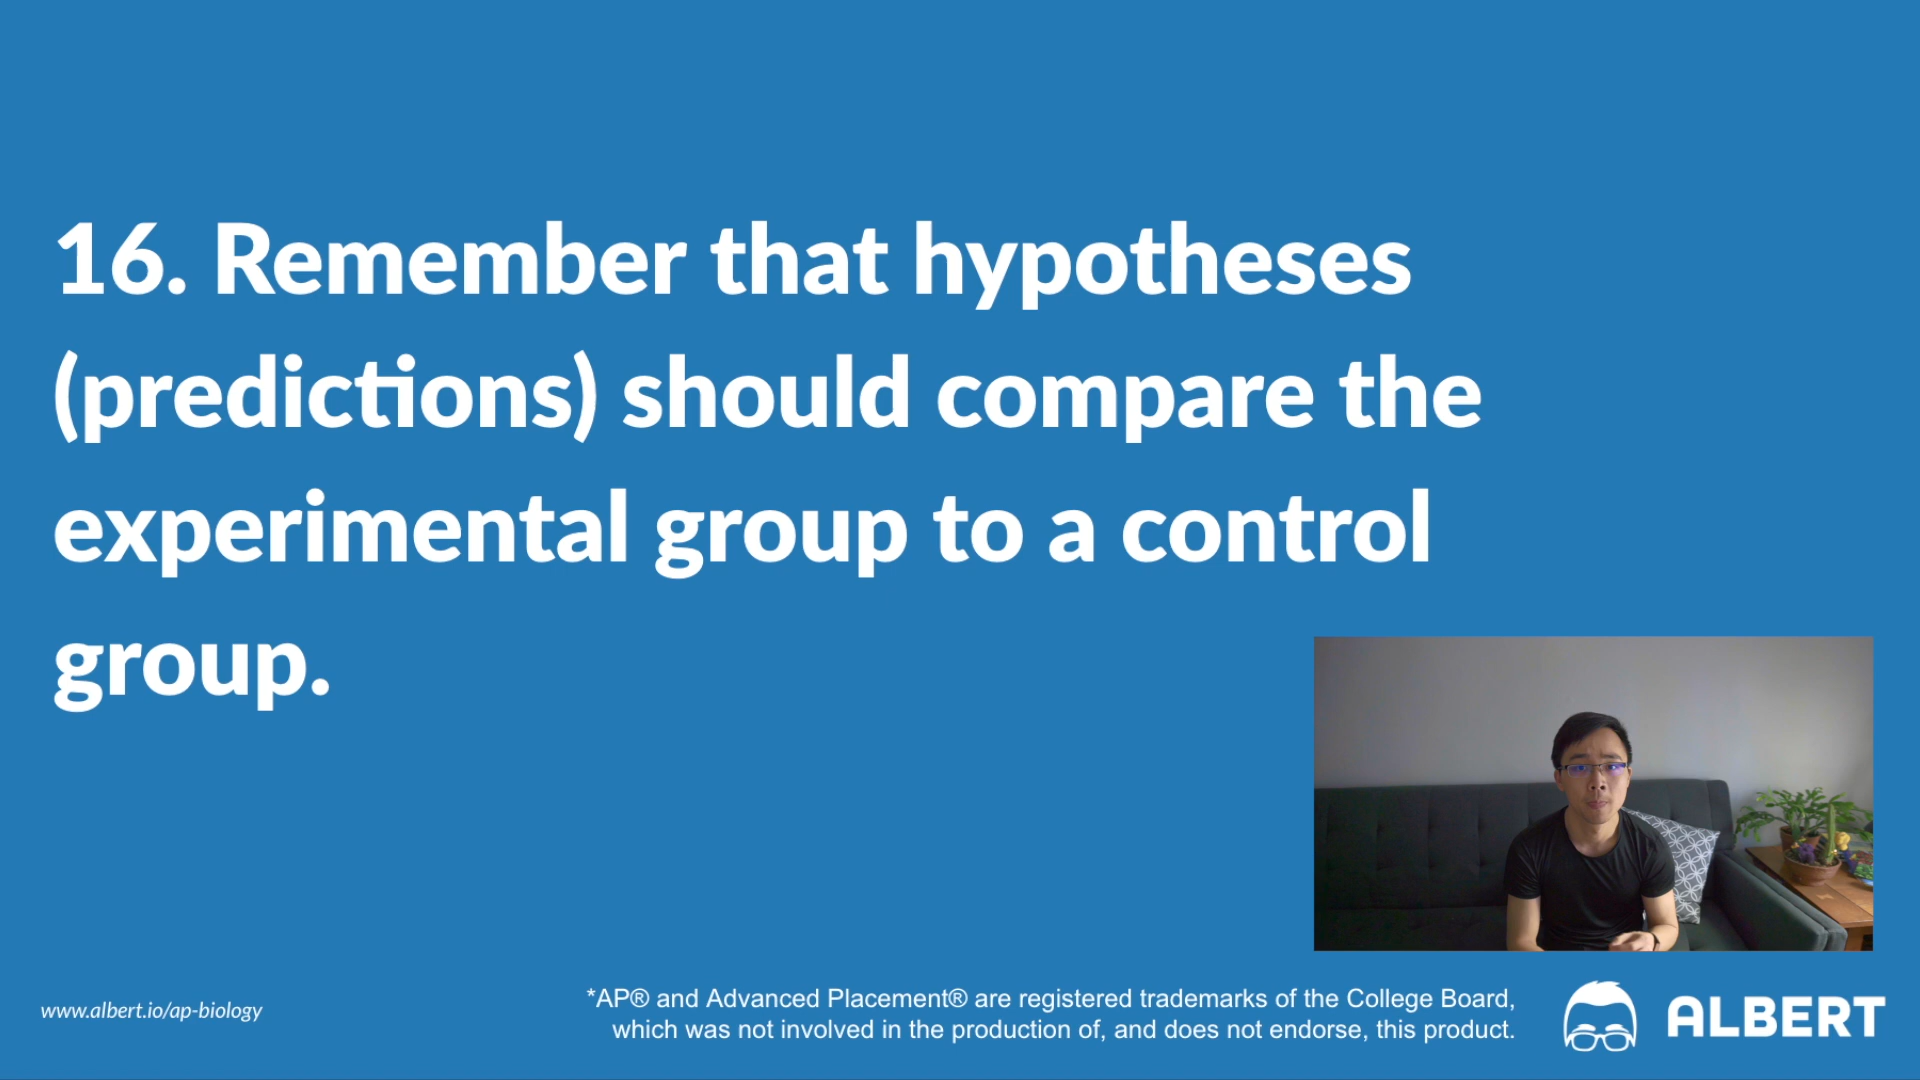 16. Remember that hypotheses
(predictions) should compare the
experimental group to a control
group.
www.albert.io/ap-biology
*AP® and Advanced Placement® are registered trademarks of the College Board,
which was not involved in the production of, and does not endorse, this product.
ALBERT